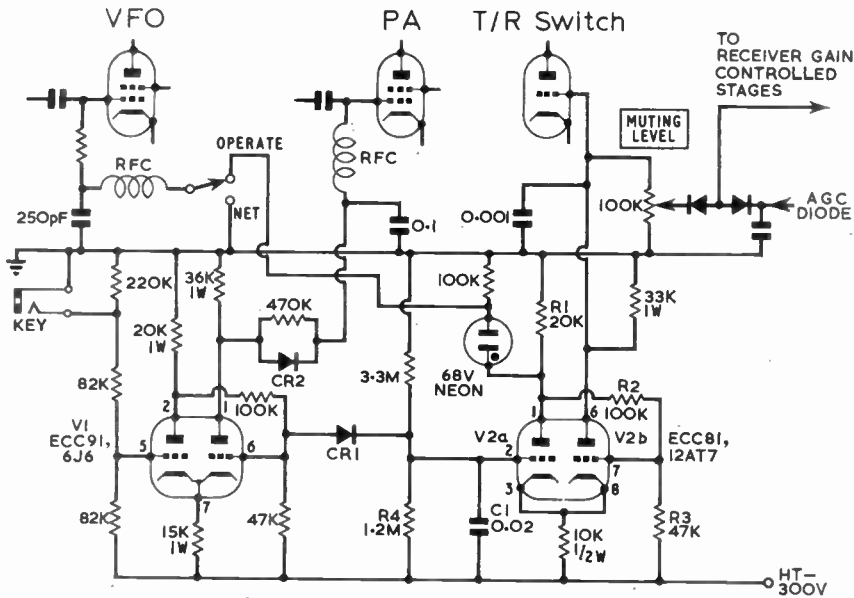 VFO
PA
T/R Switch
TO
RECEIVER GAIN
CONTROLLED
STAGES
MUTING
LEVEL
OPERATE
RFC
RFC
NET
250pF
0.1
0.001
100K
AGC
DIODE
KEY
220K
36K
1W
20K
1W
470K
CR2
100K
68V
NEON
R1
20K
33K
1W
3.3M
82K
2
1
100K
1
6
R2
100K
V1
ECC91,
6J6
5
6
CR1
2
V2a
V2b
7
ECC81,
12AT7
7
3
8
82K
15K
1W
47K
R4
1.2M
C1
0.02
10K
1/2W
R3
47K
HT-
300V